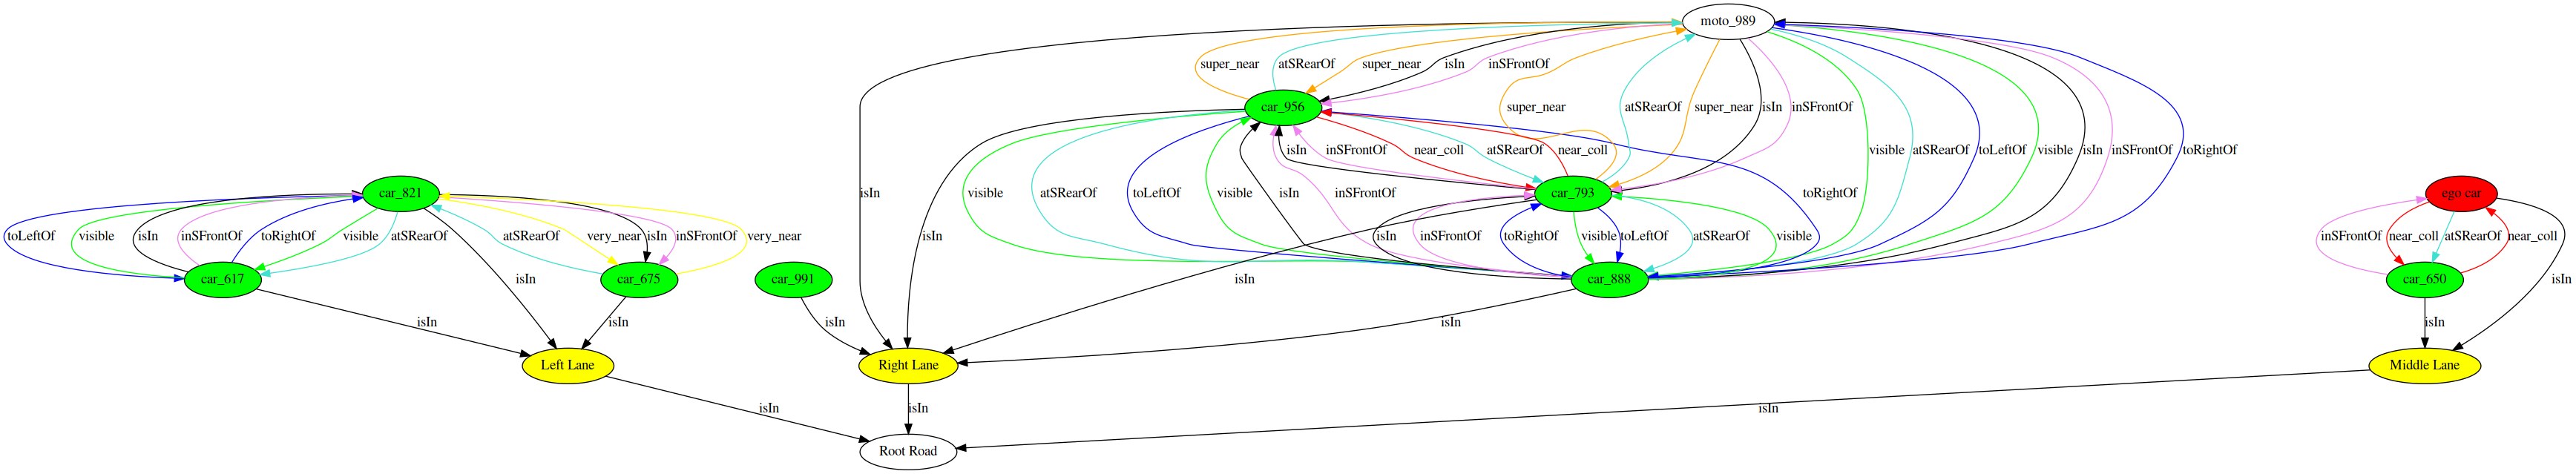 moto_989
super_near atSRearOf super_near isIn inSFrontOf
car_956 super_near atSRearOf super_near isIn inSFrontOf
isIn inSFrontOf near_coll atSRearOf near_coll visible atSRearOf toLeftOf visible isIn inSFrontOf toRightOf
car_821 isIn visible atSRearOf toLeftOf visible isIn inSFrontOf car_793 toRightOf ego car
toLeftOf visible isIn inSFrontOf toRightOf visible atSRearOf atSRearOf very_near isIn inSFrontOf very_near isIn isIn inSFrontOf toRightOf visible toLeftOf atSRearOf visible inSFrontOf near_coll atSRearOf near_coll
car_617 isIn car_675 car_991 isIn car_888 car_650 isIn
isIn isIn isIn isIn isIn
Left Lane Right Lane Middle Lane
isIn isIn isIn
Root Road